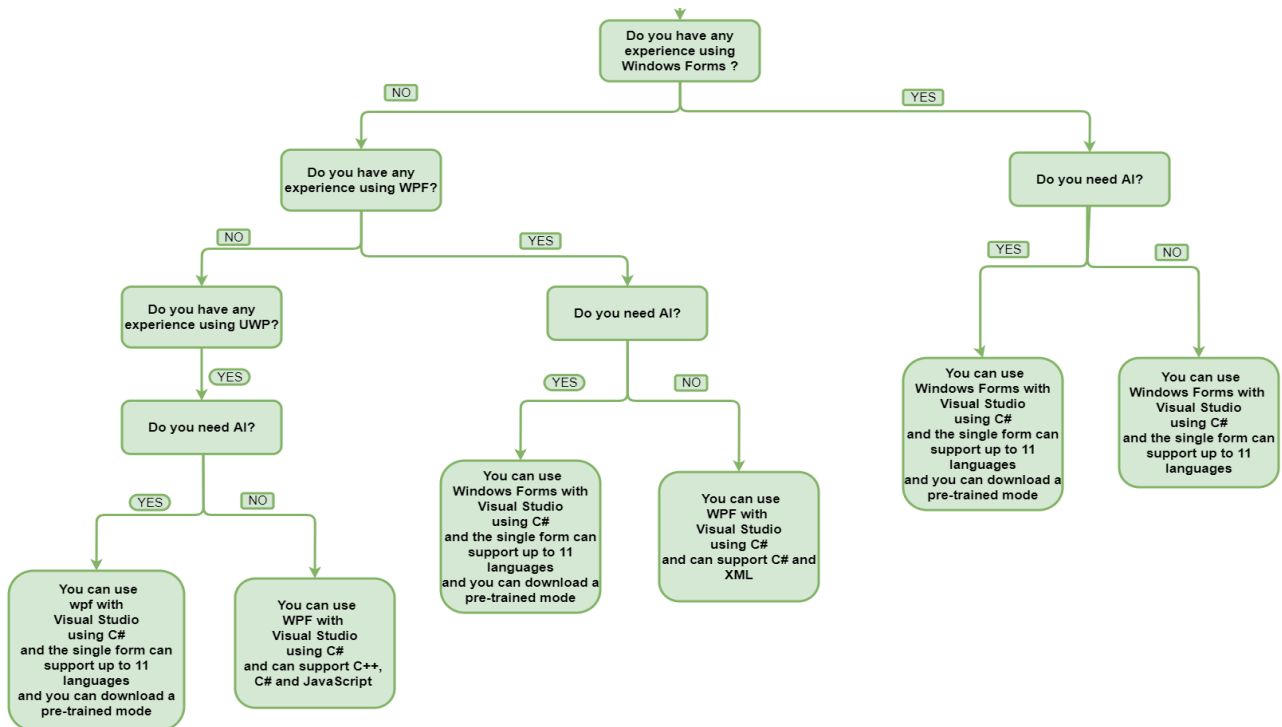 Do you have any
experience using
Windows Forms ?
NO
YES
Do you have any
experience using WPF?
Do you need AI?
NO
YES
YES
NO
Do you have any
experience using UWP?
Do you need AI?
YES
YES
NO
You can use
Windows Forms with
Visual Studio
using C#
and the single form can
support up to 11
languages
and you can download a
pre-trained mode
You can use
Windows Forms with
Visual Studio
using C#
and the single form can
support up to 11
languages
Do you need AI?
YES
NO
You can use
Windows Forms with
Visual Studio
using C#
and the single form can
support up to 11
languages
and you can download a
pre-trained mode
You can use
WPF with
Visual Studio
using C#
and can support C# and
XML
You can use
wpf with
Visual Studio
using C#
and the single form can
support up to 11
languages
and you can download a
pre-trained mode
You can use
WPF with
Visual Studio
using C#
and can support C++,
C# and JavaScript